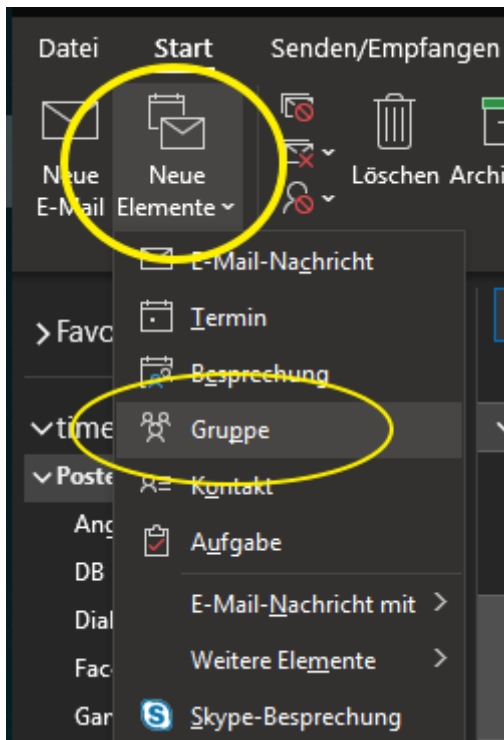 Datei Start Senden/Empfangen
Neue E-Mail
Neue Elemente
Löschen
E-Mail-Nachricht
Termin
Besprechung
Gruppe
Kontakt
Aufgabe
E-Mail-Nachricht mit
Weitere Elemente
Skype-Besprechung
DB